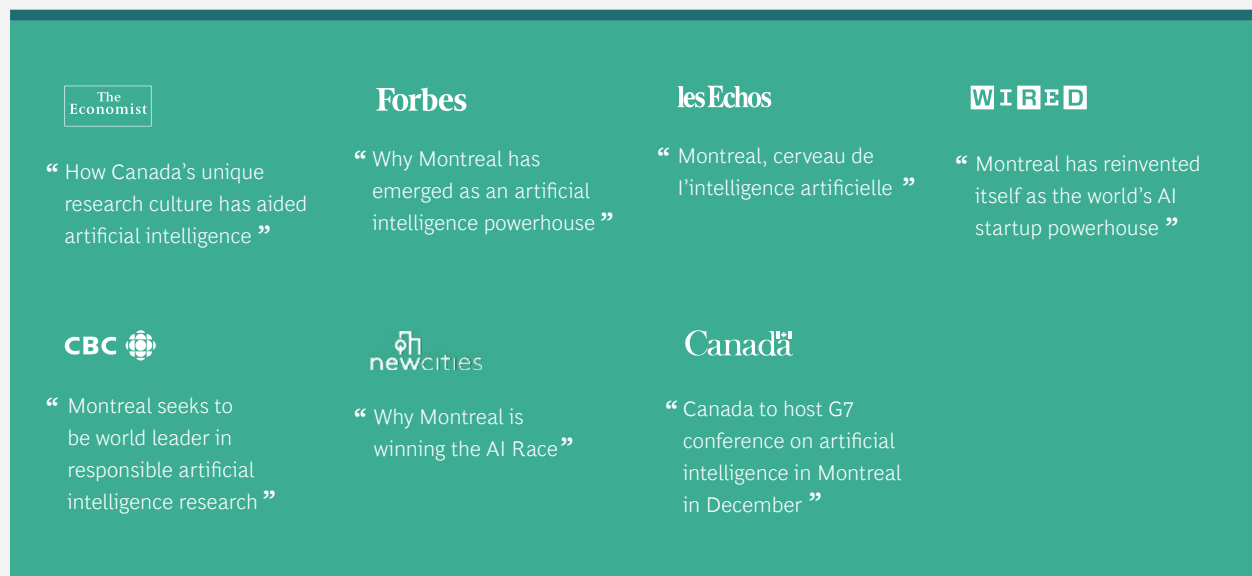 The
Economist
“ How Canada’s unique
research culture has aided
artificial intelligence ”
Forbes
“ Why Montreal has
emerged as an artificial
intelligence powerhouse ”
les Echos
“ Montreal, cerveau de
l’intelligence artificielle ”
WIRED
“ Montreal has reinvented
itself as the world’s AI
startup powerhouse ”
CBC
“ Montreal seeks to
be world leader in
responsible artificial
intelligence research ”
newcities
“ Why Montreal is
winning the AI Race ”
Canada
“ Canada to host G7
conference on artificial
intelligence in Montreal
in December ”